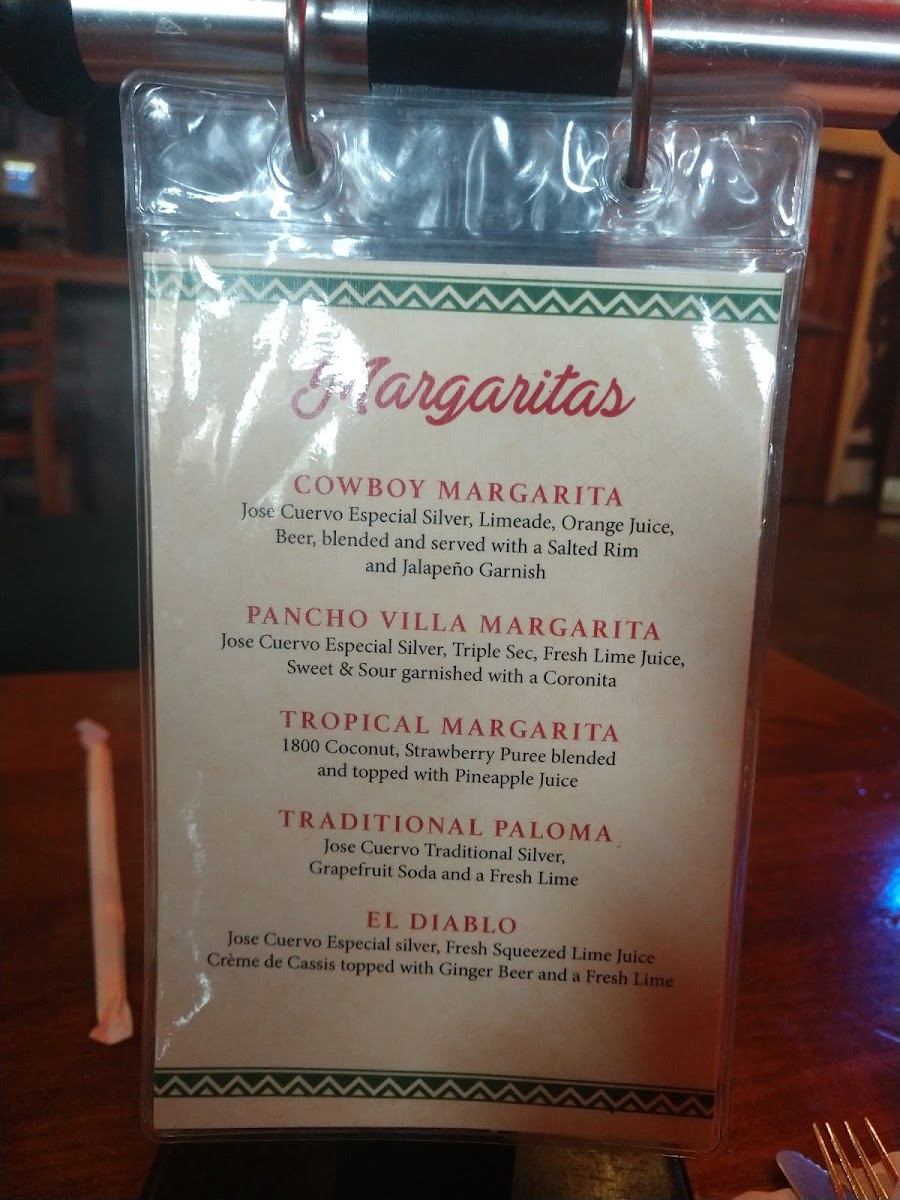 Margaritas
COWBOY MARGARITA
Jose Cuervo Especial Silver, Limeade, Orange Juice,
Beer, blended and served with a Salted Rim
and Jalapeño Garnish
PANCHO VILLA MARGARITA
Jose Cuervo Especial Silver, Triple Sec, Fresh Lime Juice,
Sweet & Sour garnished with a Coronita
TROPICAL MARGARITA
1800 Coconut, Strawberry Puree blended
and topped with Pineapple Juice
TRADITIONAL PALOMA
Jose Cuervo Traditional Silver,
Grapefruit Soda and a Fresh Lime
EL DIABLO
Jose Cuervo Especial silver, Fresh Squeezed Lime Juice
Crème de Cassis topped with Ginger Beer and a Fresh Lime